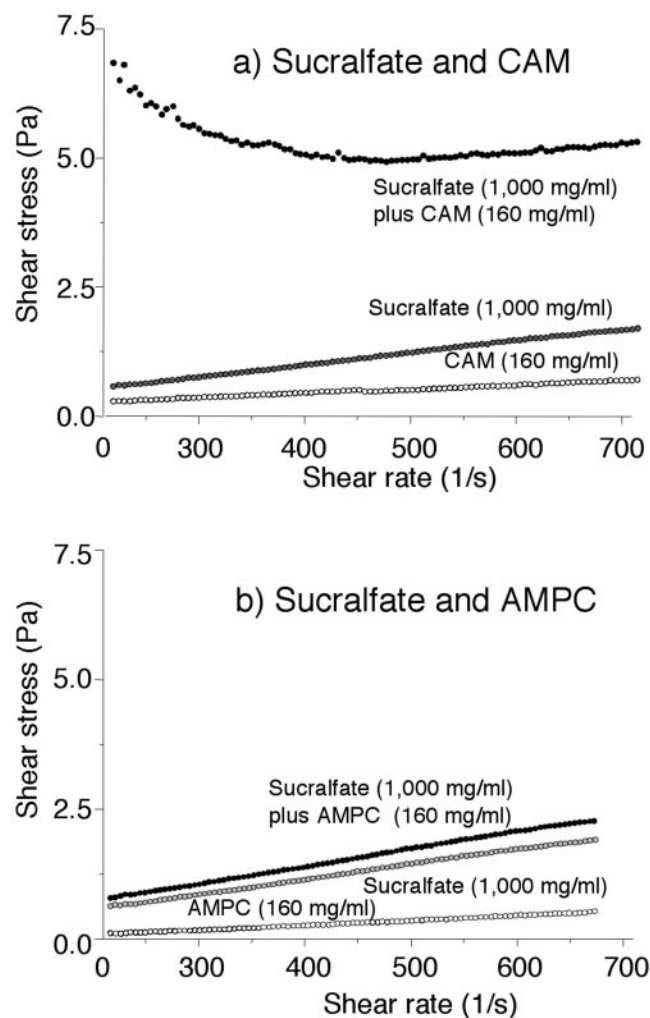 a) Sucralfate and CAM
7.5
5.0
2.5
0.0
Shear stress (Pa)
Sucralfate (1,000 mg/ml)
plus CAM (160 mg/ml)
Sucralfate (1,000 mg/ml)
CAM (160 mg/ml)
0 300 400 500 600 700
Shear rate (1/s)
b) Sucralfate and AMPC
7.5
5.0
2.5
0.0
Shear stress (Pa)
Sucralfate (1,000 mg/ml)
plus AMPC (160 mg/ml)
Sucralfate (1,000 mg/ml)
AMPC (160 mg/ml)
0 300 400 500 600 700
Shear rate (1/s)